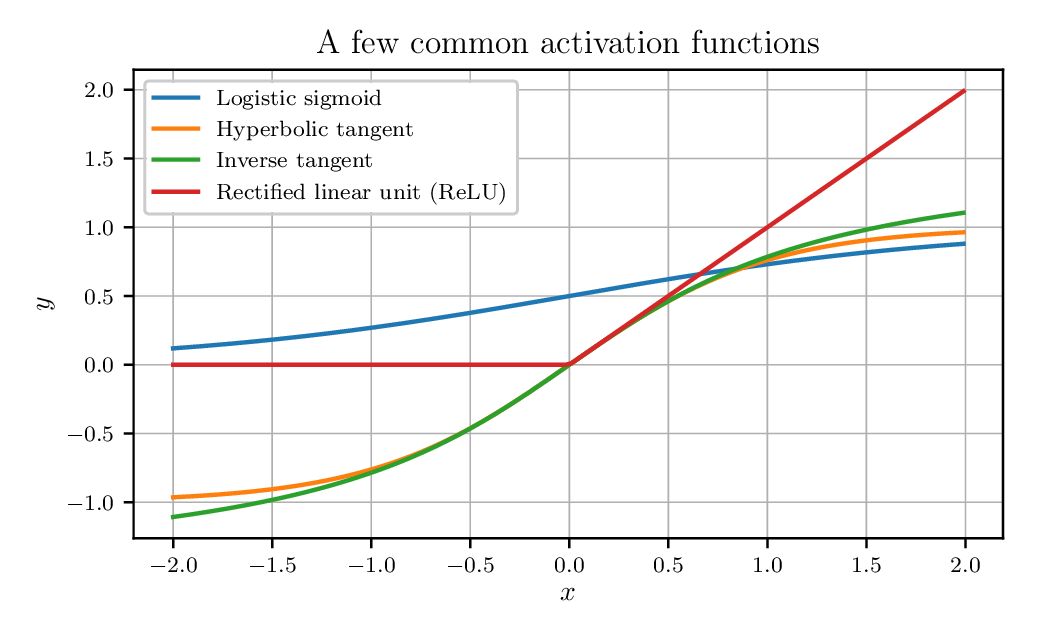 A few common activation functions
2.0
1.5
1.0
0.5
0.0
−0.5
−1.0
y
Logistic sigmoid
Hyperbolic tangent
Inverse tangent
Rectified linear unit (ReLU)
−2.0 −1.5 −1.0 −0.5 0.0 0.5 1.0 1.5 2.0
x